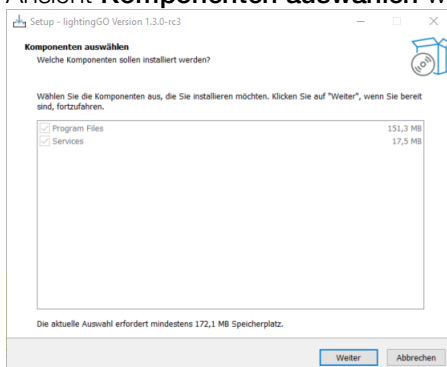 Ansicht Komponenten auswählen
Setup - lightingGO Version 1.3.0-rc3
Komponenten auswählen
Welche Komponenten sollen installiert werden?
Wählen Sie die Komponenten aus, die Sie installieren möchten. Klicken Sie auf "Weiter", wenn Sie bereit
sind, fortzufahren.
Program Files 151,3 MB
Services 17,5 MB
Die aktuelle Auswahl erfordert mindestens 172,1 MB Speicherplatz.
Weiter Abbrechen